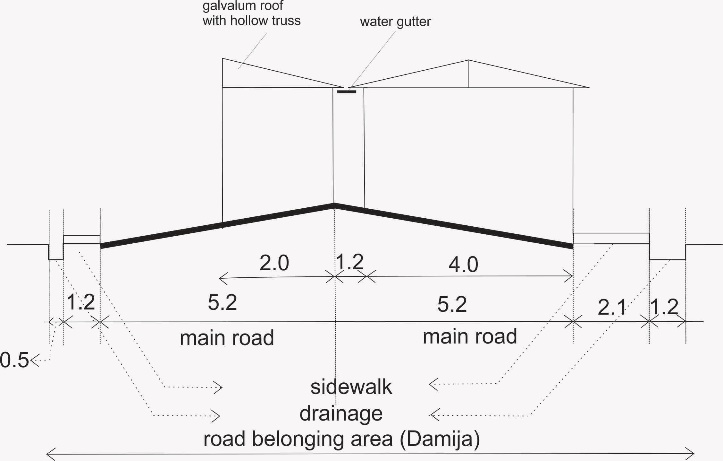 galvalum roof
with hollow truss
water gutter
2.0 1.2 4.0
1.2 5.2 5.2 2.1 1.2
main road main road
0.5
sidewalk
drainage
road belonging area (Damija)